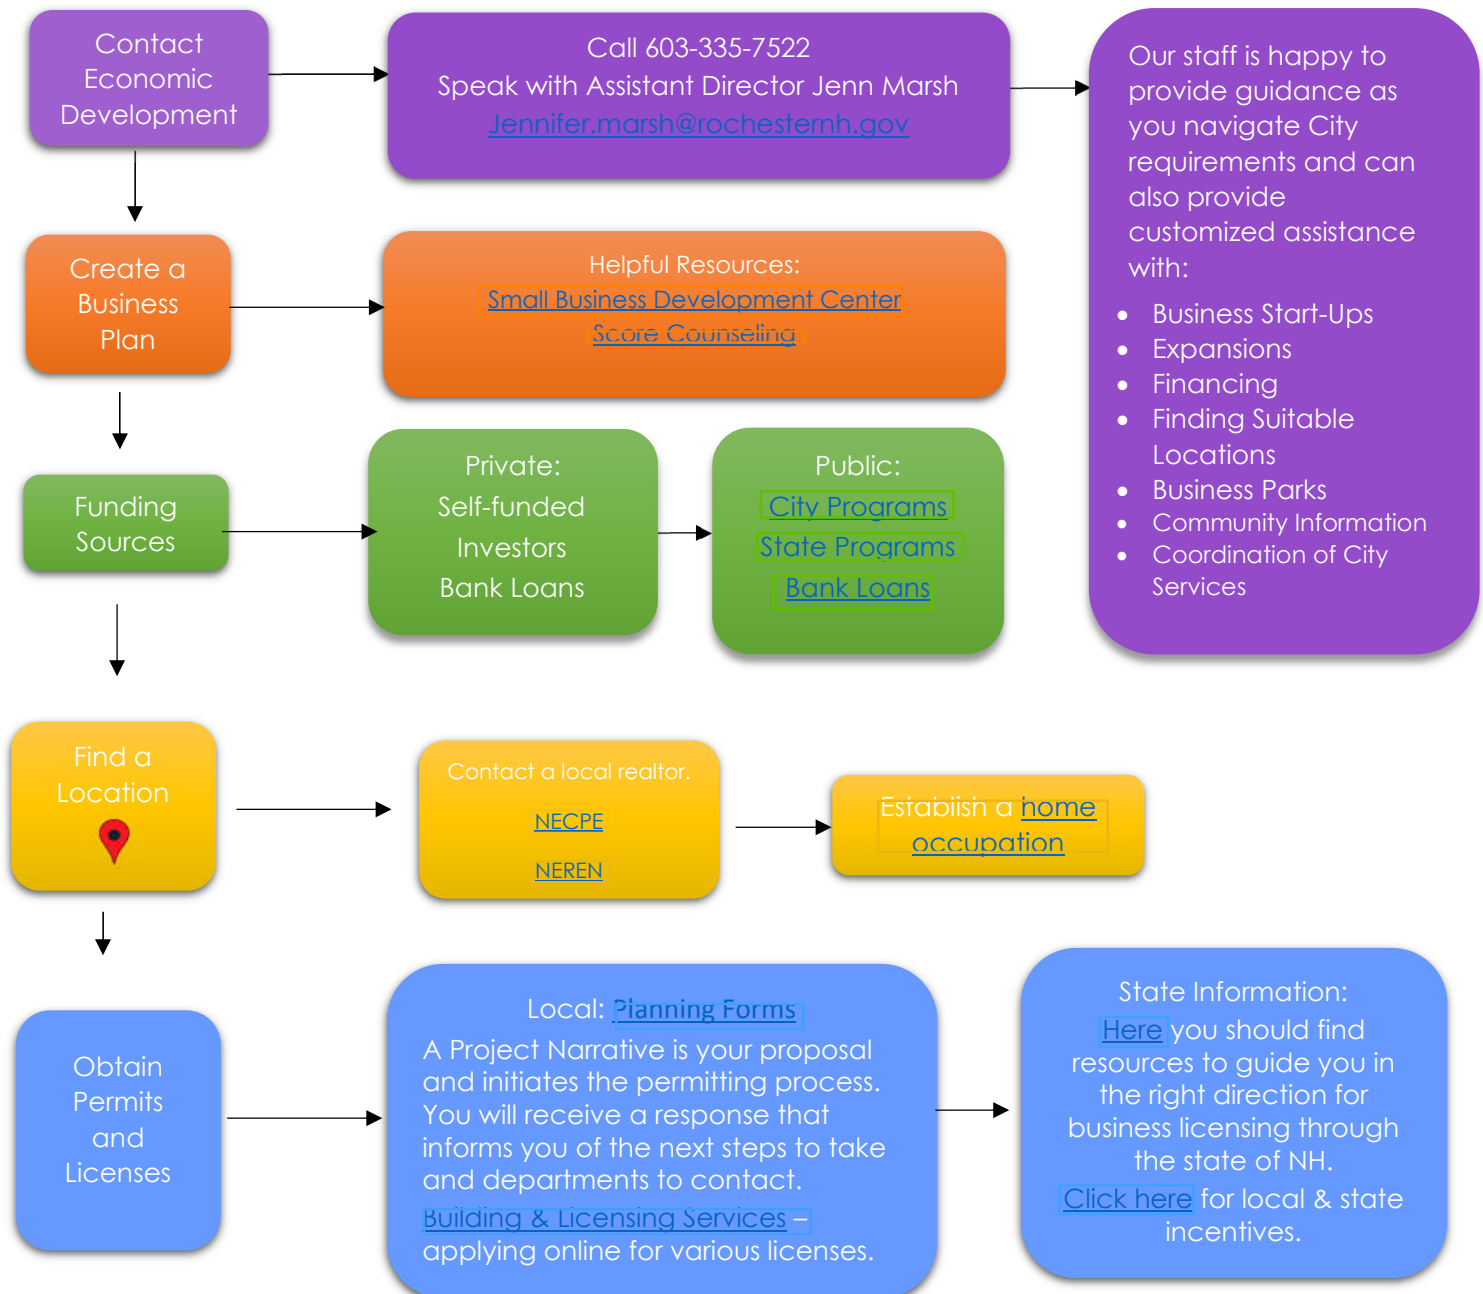 Contact
Economic
Development
Call 603-335-7522
Speak with Assistant Director Jenn Marsh
Jennifer.marsh@rochesternh.gov
Our staff is happy to
provide guidance as
you navigate City
requirements and can
also provide
customized assistance
with:
• Business Start-Ups
• Expansions
• Financing
• Finding Suitable
Locations
• Business Parks
• Community Information
• Coordination of City
Services
Create a
Business
Plan
Helpful Resources:
Small Business Development Center
Score Counseling
Funding
Sources
Private:
Self-funded
Investors
Bank Loans
Public:
City Programs
State Programs
Bank Loans
Find a
Location
Contact a local realtor.
NECPE
NEREN
Establish a home
occupation
Obtain
Permits
and
Licenses
Local: Planning Forms
A Project Narrative is your proposal
and initiates the permitting process.
You will receive a response that
informs you of the next steps to take
and departments to contact.
Building & Licensing Services –
applying online for various licenses.
State Information:
Here you should find
resources to guide you in
the right direction for
business licensing through
the state of NH.
Click here for local & state
incentives.